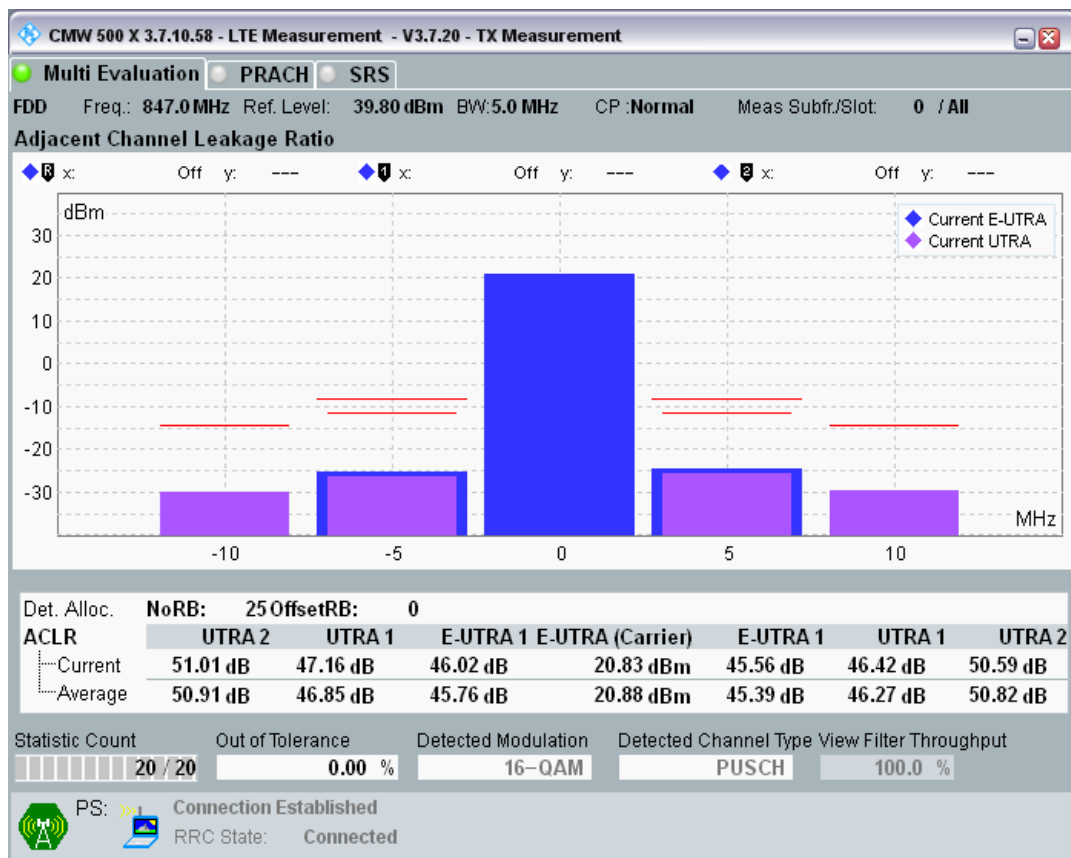 CMW 500 X 3.7.10.58 - LTE Measurement - V3.7.20 - TX Measurement
Multi Evaluation PRACH SRS
FDD Freq.: 847.0 MHz Ref. Level: 39.80 dBm BW:5.0 MHz CP :Normal Meas Subfr./Slot: 0 / All
Adjacent Channel Leakage Ratio
R x: Off y: --- 1 x: Off y: --- 2 x: Off y: ---
dBm
Current E-UTRA
Current UTRA
30
20
10
0
-10
-20
-30
MHz
-10 -5 0 5 10
Det. Alloc. NoRB: 25 OffsetRB: 0
ACLR UTRA 2 UTRA 1 E-UTRA 1 E-UTRA (Carrier) E-UTRA 1 UTRA 1 UTRA 2
Current 51.01 dB 47.16 dB 46.02 dB 20.83 dBm 45.56 dB 46.42 dB 50.59 dB
Average 50.91 dB 46.85 dB 45.76 dB 20.88 dBm 45.39 dB 46.27 dB 50.82 dB
Statistic Count Out of Tolerance Detected Modulation Detected Channel Type View Filter Throughput
20 / 20 0.00 % 16-QAM PUSCH 100.0 %
PS: Connection Established
RRC State: Connected